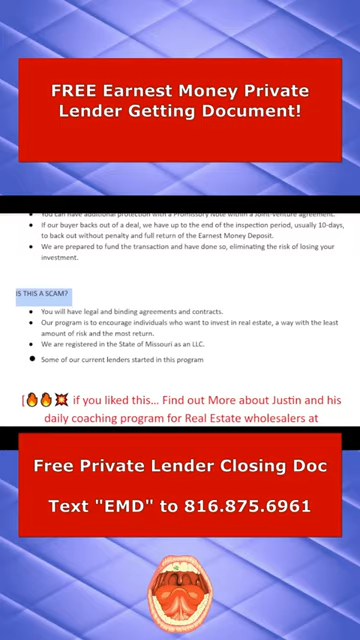 FREE Earnest Money Private
Lender Getting Document!
You can have additional protection with a Promissory Note within a Joint-Venture agreement.
If our buyer backs out of a deal, we have up to the end of the inspection period, usually 10-days,
to back out without penalty and full return of the Earnest Money Deposit.
We are prepared to fund the transaction and have done so, eliminating the risk of losing your
investment.
IS THIS A SCAM?
You will have legal and binding agreements and contracts.
Our program is to encourage individuals who want to invest in real estate, a way with the least
amount of risk and the most return.
We are registered in the State of Missouri as an LLC.
Some of our current lenders started in this program
[🔥🔥💥 if you liked this... Find out More about Justin and his
daily coaching program for Real Estate wholesalers at
Free Private Lender Closing Doc
Text "EMD" to 816.875.6961